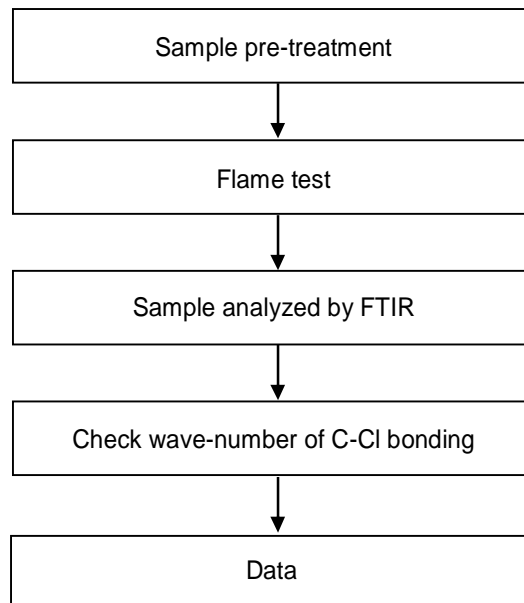 Sample pre-treatment
Flame test
Sample analyzed by FTIR
Check wave-number of C-Cl bonding
Data